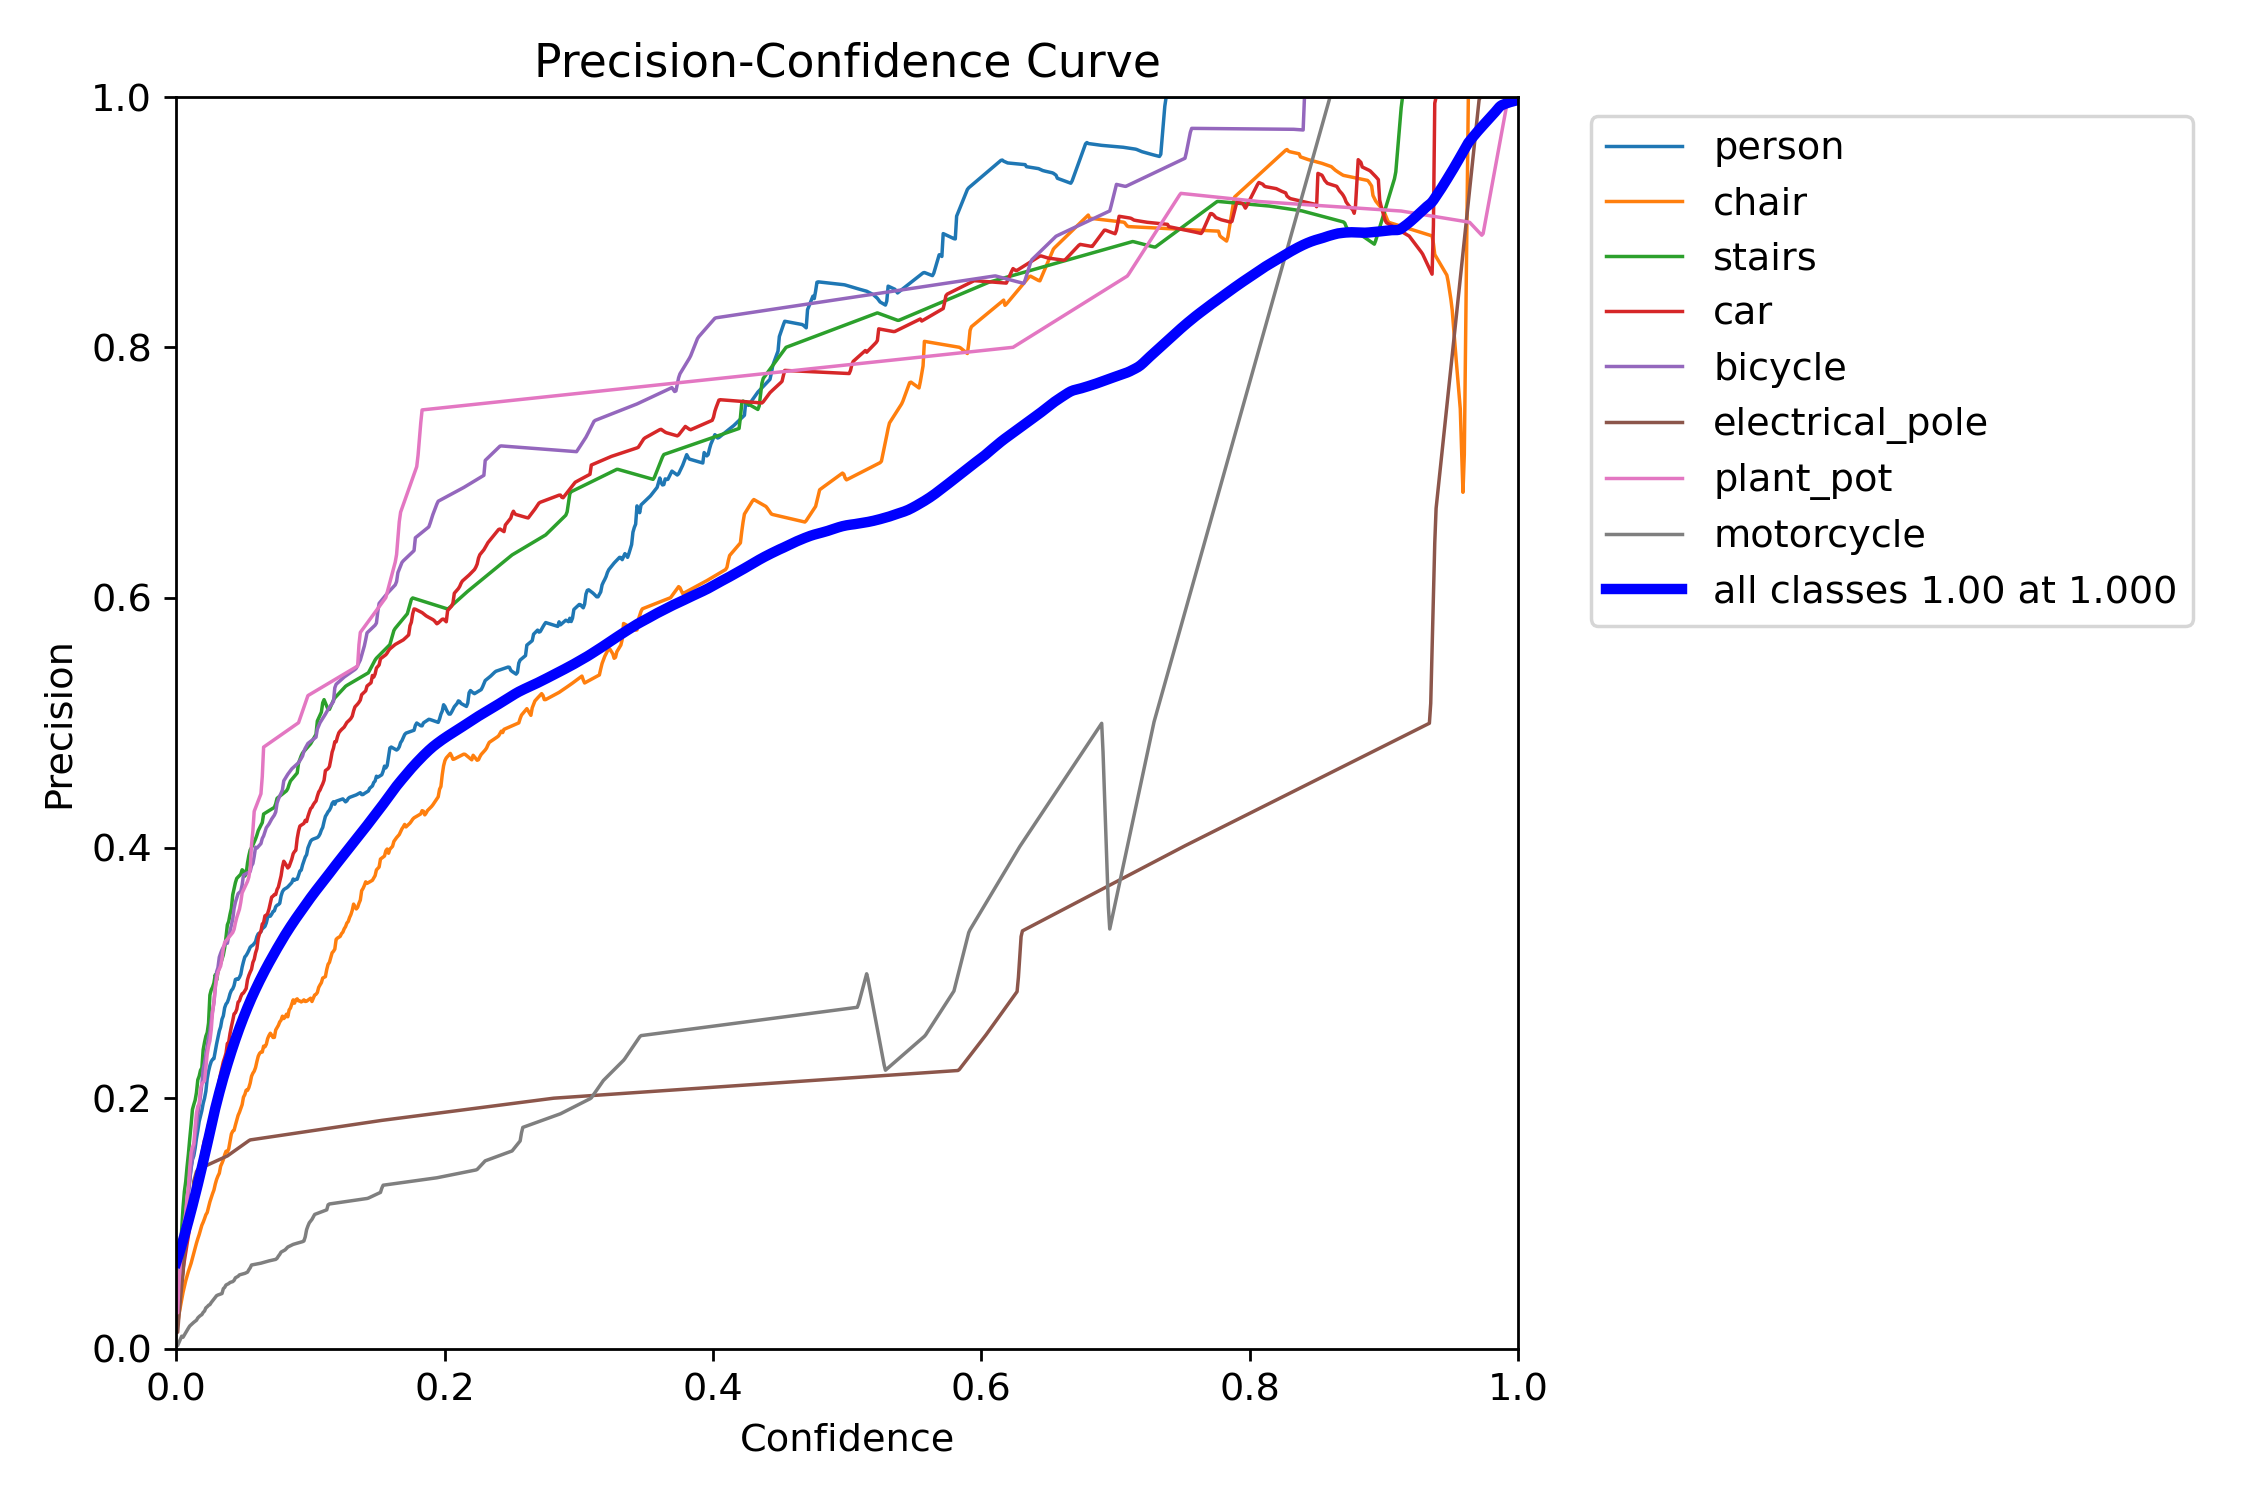 Precision-Confidence Curve
1.0
0.8
0.6
0.4
0.2
0.0
Precision
0.0 0.2 0.4 0.6 0.8 1.0
Confidence
person
chair
stairs
car
bicycle
electrical_pole
plant_pot
motorcycle
all classes 1.00 at 1.000